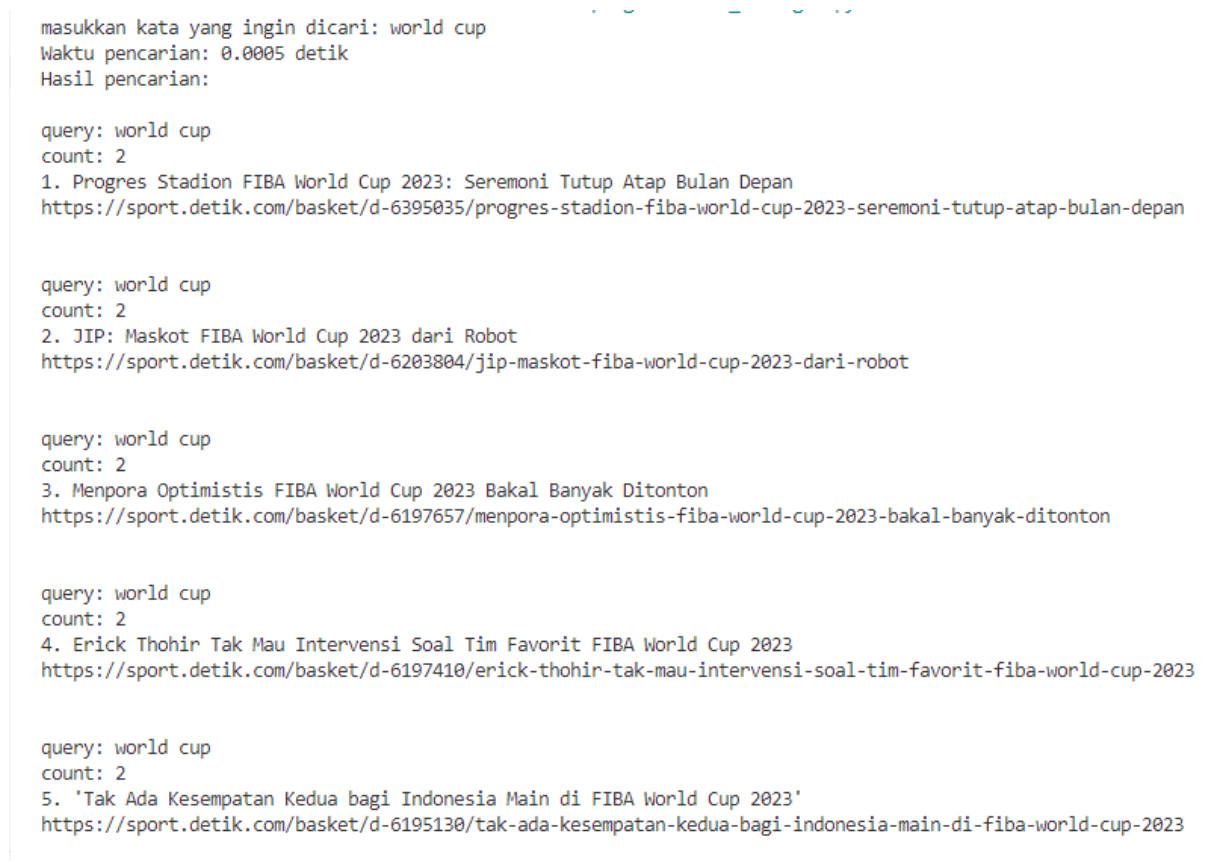 masukkan kata yang ingin dicari: world cup
Waktu pencarian: 0.0005 detik
Hasil pencarian:
query: world cup
count: 2
1. Progres Stadion FIBA World Cup 2023: Seremoni Tutup Atap Bulan Depan
https://sport.detik.com/basket/d-6395035/progres-stadion-fiba-world-cup-2023-seremoni-tutup-atap-bulan-depan
query: world cup
count: 2
2. JIP: Maskot FIBA World Cup 2023 dari Robot
https://sport.detik.com/basket/d-6203804/jip-maskot-fiba-world-cup-2023-dari-robot
query: world cup
count: 2
3. Menpora Optimistis FIBA World Cup 2023 Bakal Banyak Ditonton
https://sport.detik.com/basket/d-6197657/menpora-optimistis-fiba-world-cup-2023-bakal-banyak-ditonton
query: world cup
count: 2
4. Erick Thohir Tak Mau Intervensi Soal Tim Favorit FIBA World Cup 2023
https://sport.detik.com/basket/d-6197410/erick-thohir-tak-mau-intervensi-soal-tim-favorit-fiba-world-cup-2023
query: world cup
count: 2
5. 'Tak Ada Kesempatan Kedua bagi Indonesia Main di FIBA World Cup 2023'
https://sport.detik.com/basket/d-6195130/tak-ada-kesempatan-kedua-bagi-indonesia-main-di-fiba-world-cup-2023